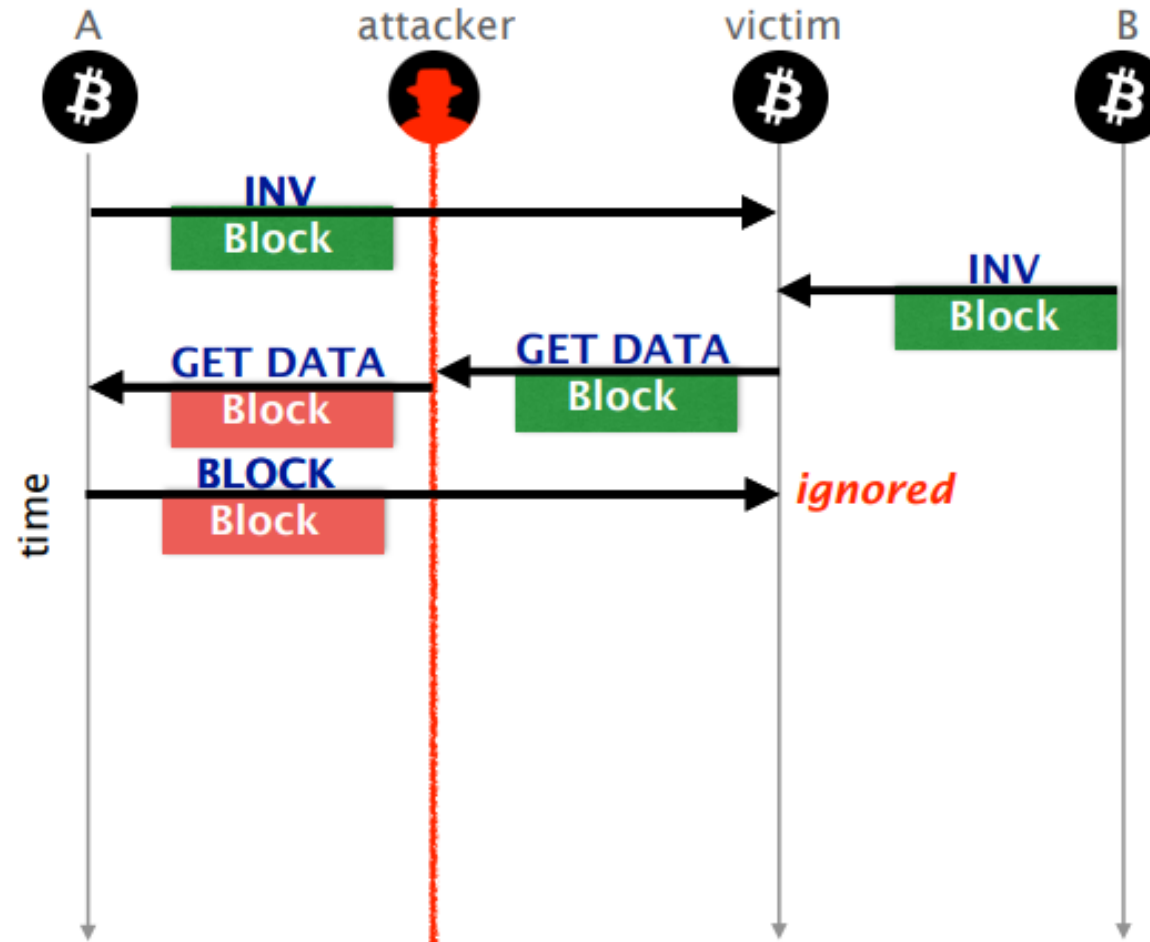 A attacker victim B
INV
Block
INV
Block
GET DATA
Block
GET DATA
Block
BLOCK
Block
ignored
time